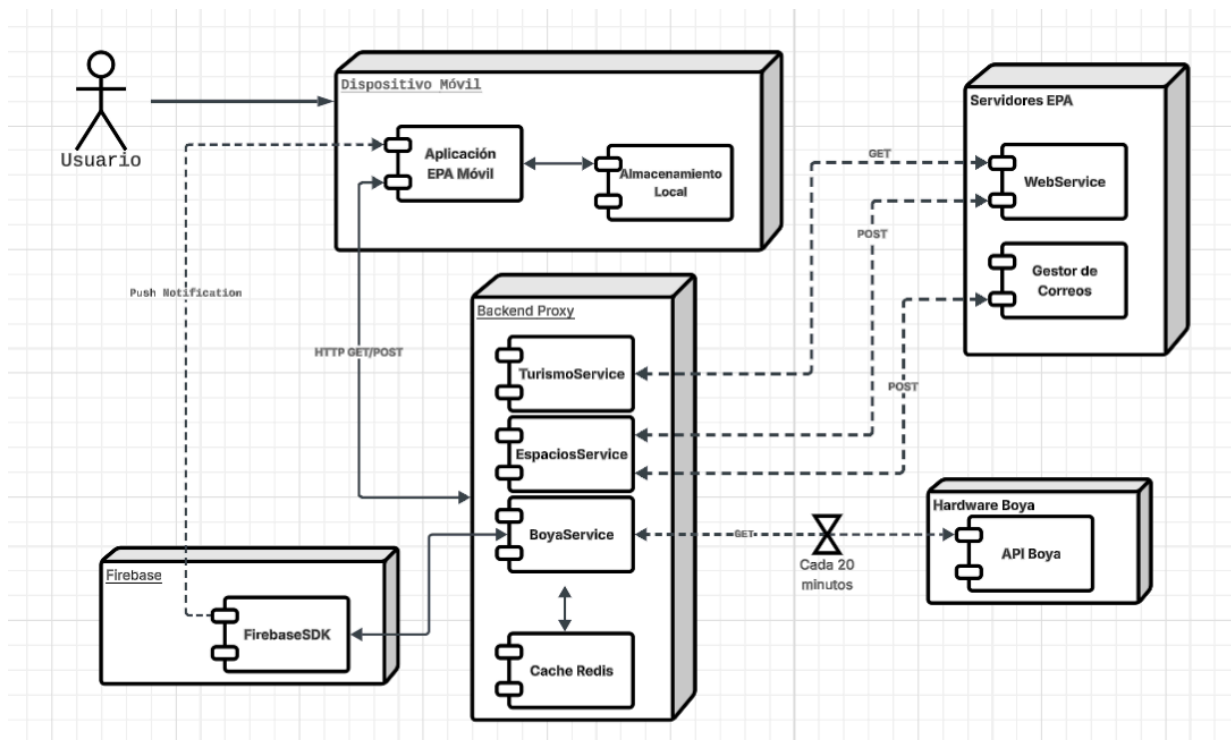 Usuario
Dispositivo Móvil
Aplicación
EPA Móvil
Almacenamiento
Local
Servidores EPA
WebService
Gestor de
Correos
GET
POST
POST
Push Notification
HTTP GET/POST
Backend Proxy
TurismoService
EspaciosService
BoyaService
Cache Redis
GET
Cada 20
minutos
Hardware Boya
API Boya
Firebase
FirebaseSDK